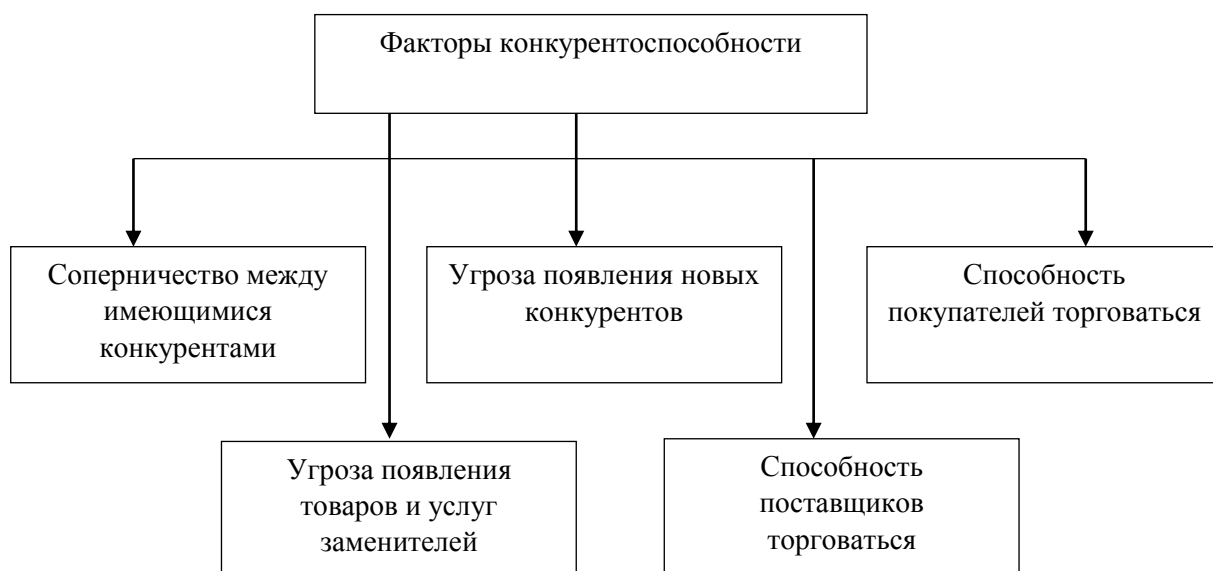 Факторы конкурентоспособности
Соперничество между
имеющимися
конкурентами
Угроза появления новых
конкурентов
Способность
покупателей торговаться
Угроза появления
товаров и услуг
заменителей
Способность
поставщиков
торговаться